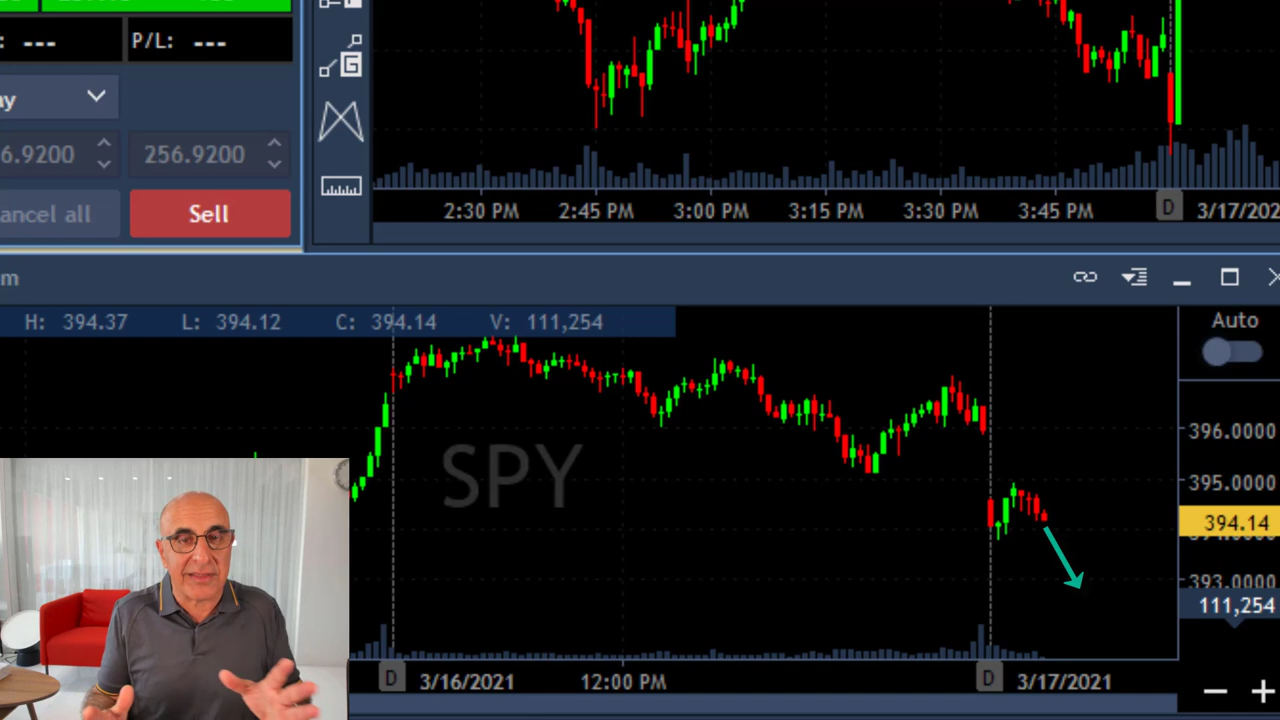 : --- P/L: ---
ay
6.9200 256.9200
ancel all Sell
G
2:30 PM 2:45 PM 3:00 PM 3:15 PM 3:30 PM 3:45 PM D 3/17/202
m
H: 394.37 L: 394.12 C: 394.14 V: 111,254
Auto
SPY
396.0000
395.0000
394.14
393.0000
111,254
D 3/16/2021 12:00 PM D 3/17/2021